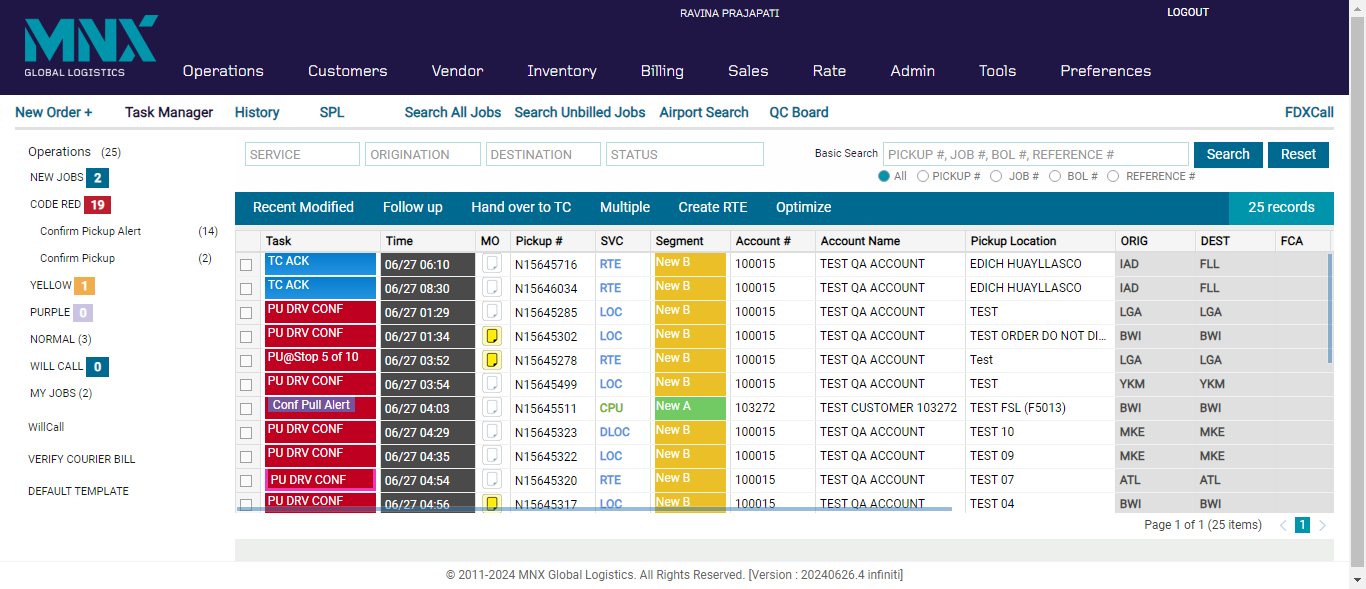 RAVINA PRAJAPATI LOGOUT
MNX
GLOBAL LOGISTICS
Operations Customers Vendor Inventory Billing Sales Rate Admin Tools Preferences
New Order + Task Manager History SPL Search All Jobs Search Unbilled Jobs Airport Search QC Board FDXCall
Operations (25)
NEW JOBS 2
CODE RED 19
Confirm Pickup Alert (14)
Confirm Pickup (2)
YELLOW 1
PURPLE 0
NORMAL (3)
WILL CALL 0
MY JOBS (2)
WillCall
VERIFY COURIER BILL
DEFAULT TEMPLATE
SERVICE ORIGINATION DESTINATION STATUS Basic Search PICKUP #, JOB #, BOL #, REFERENCE # Search Reset
All PICKUP # JOB # BOL # REFERENCE #
Recent Modified Follow up Hand over to TC Multiple Create RTE Optimize 25 records
Task Time MO Pickup # SVC Segment Account # Account Name Pickup Location ORIG DEST FCA
TC ACK 06/27 06:10 N15645716 RTE New B 100015 TEST QA ACCOUNT EDICH HUAYLLASCO IAD FLL
TC ACK 06/27 08:30 N15646034 RTE New B 100015 TEST QA ACCOUNT EDICH HUAYLLASCO IAD FLL
PU DRV CONF 06/27 01:29 N15645285 LOC New B 100015 TEST QA ACCOUNT TEST LGA LGA
PU DRV CONF 06/27 01:34 N15645302 LOC New B 100015 TEST QA ACCOUNT TEST ORDER DO NOT DI... BWI BWI
PU@Stop 5 of 10 06/27 03:52 N15645278 RTE New B 100015 TEST QA ACCOUNT Test LGA LGA
PU DRV CONF 06/27 03:54 N15645499 LOC New B 100015 TEST QA ACCOUNT TEST YKM YKM
Conf Pull Alert 06/27 04:03 N15645511 CPU New A 103272 TEST CUSTOMER 103272 TEST FSL (F5013) BWI BWI
PU DRV CONF 06/27 04:29 N15645323 DLOC New B 100015 TEST QA ACCOUNT TEST 10 MKE MKE
PU DRV CONF 06/27 04:35 N15645322 LOC New B 100015 TEST QA ACCOUNT TEST 09 MKE MKE
PU DRV CONF 06/27 04:54 N15645320 RTE New B 100015 TEST QA ACCOUNT TEST 07 ATL ATL
PU DRV CONF 06/27 04:56 N15645317 LOC New B 100015 TEST QA ACCOUNT TEST 04 BWI BWI
Page 1 of 1 (25 items) 1
© 2011-2024 MNX Global Logistics. All Rights Reserved. [Version : 20240626.4 infiniti]